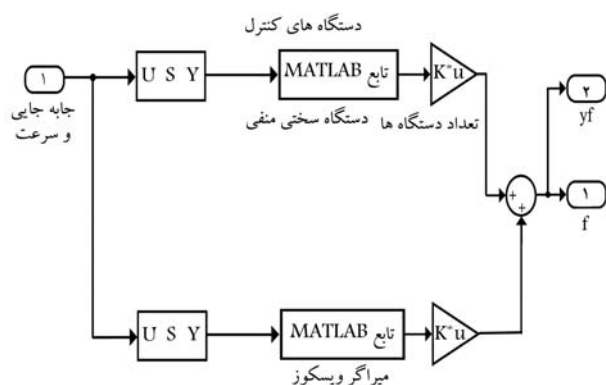 دستگاه های کنترل
۱
جابه جایی
و سرعت
U S Y
تابع MATLAB
K*u
دستگاه سختی منفی
تعداد دستگاه ها
۲
yf
+
+
۱
f
U S Y
تابع MATLAB
K*u
میراگر ویسکوز